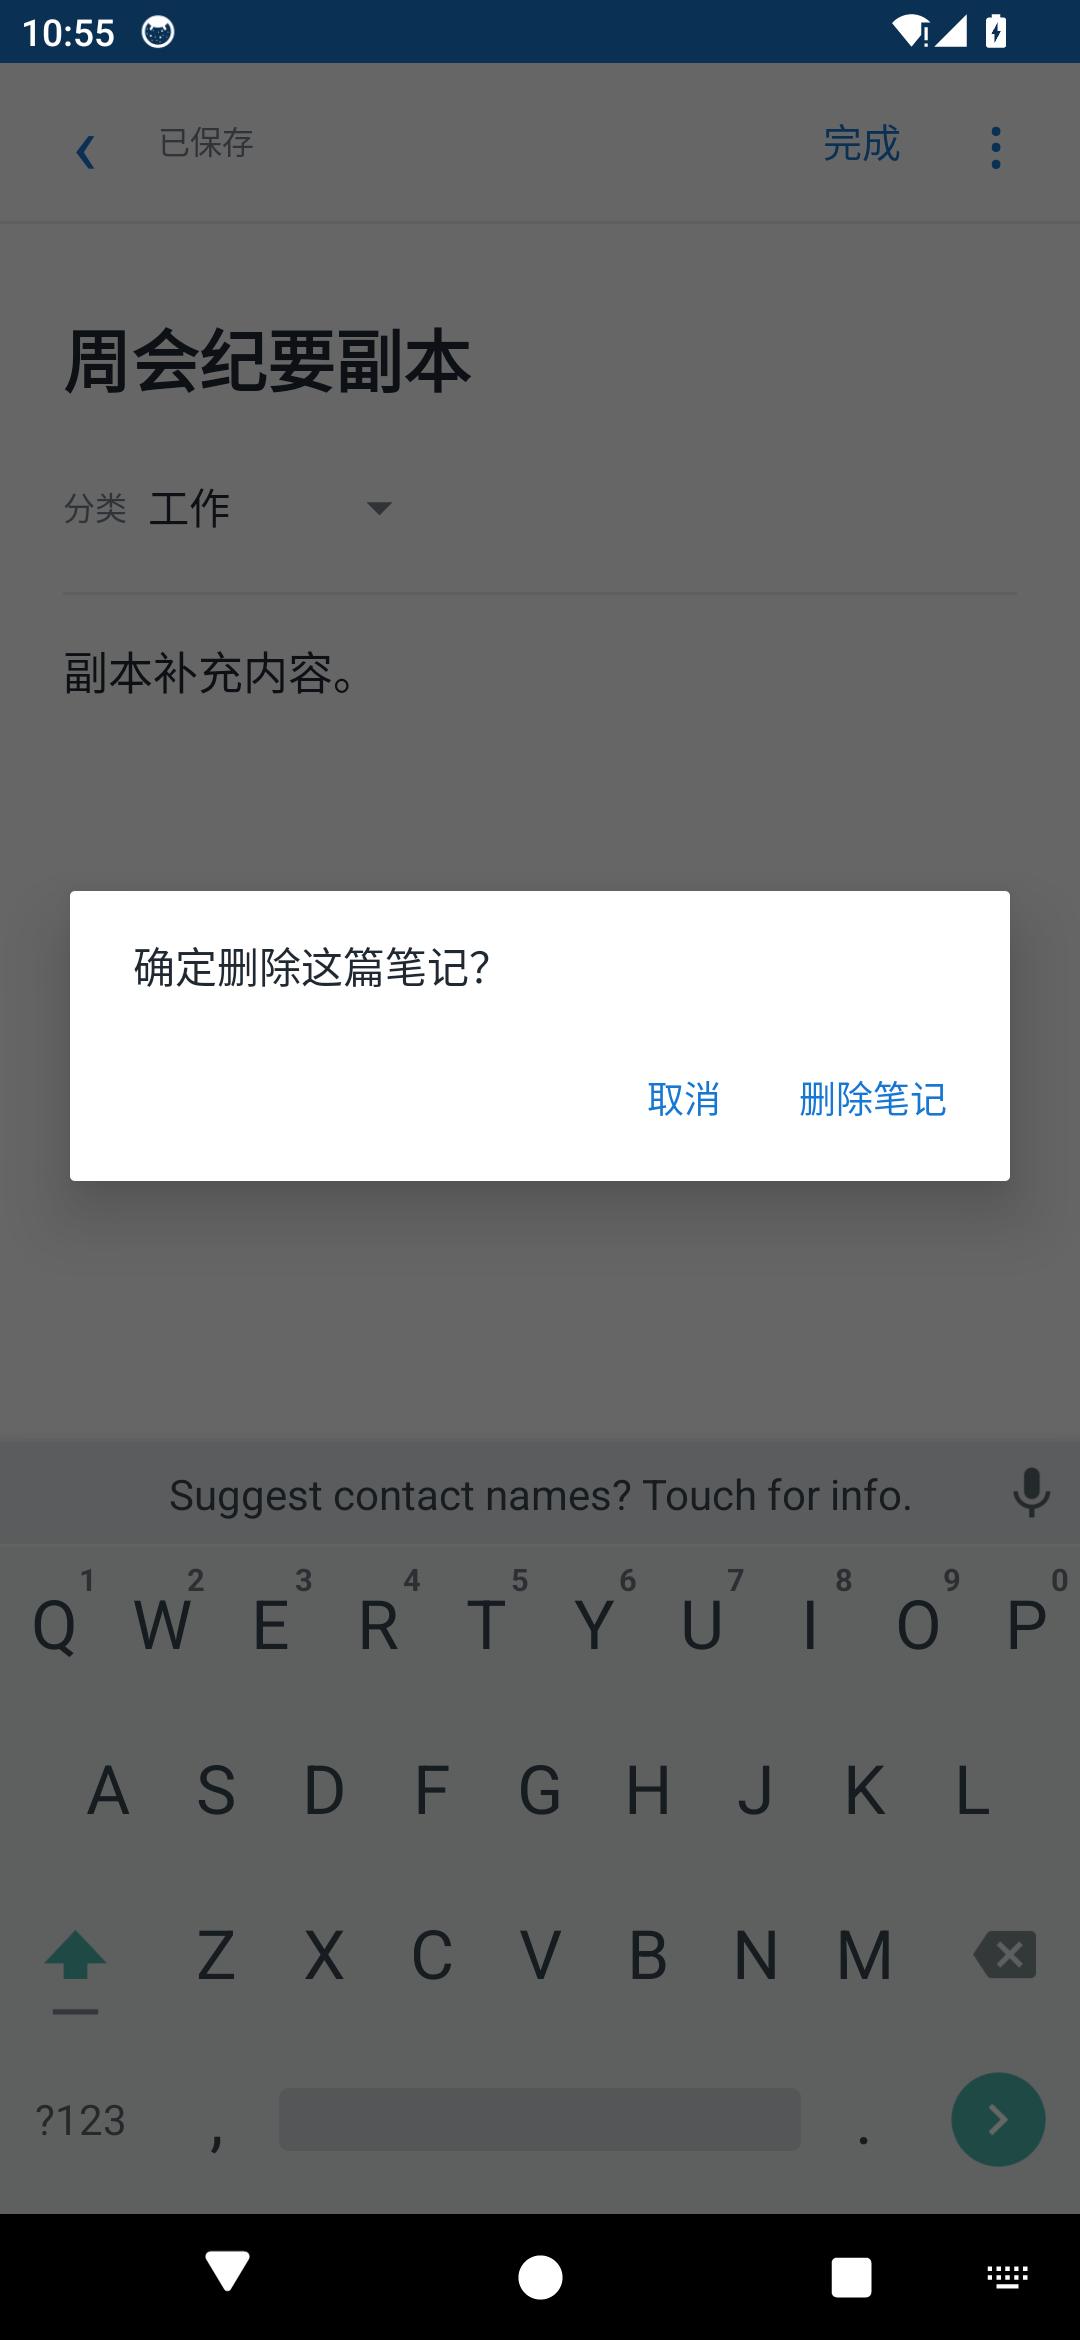 10:55
已保存
完成
周会纪要副本
分类 工作
副本补充内容。
确定删除这篇笔记?
取消 删除笔记
Suggest contact names? Touch for info.
1 2 3 4 5 6 7 8 9 0
Q W E R T Y U I O P
A S D F G H J K L
Z X C V B N M
?123 , .